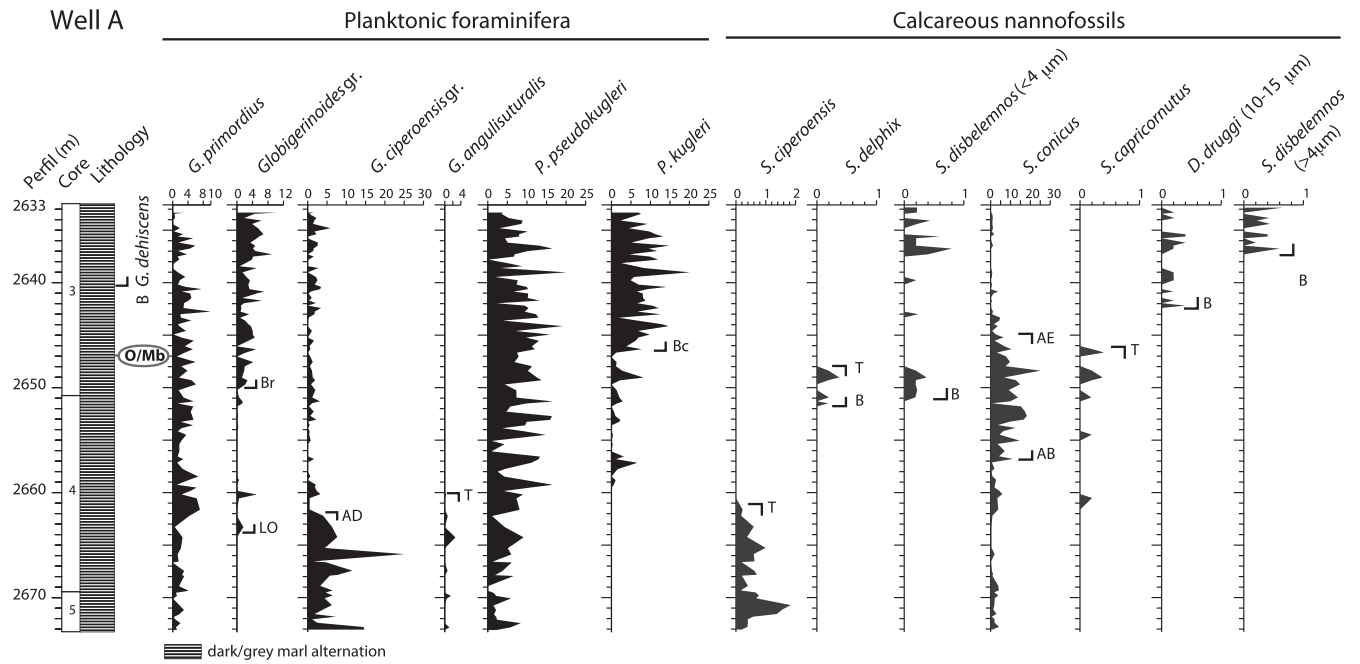 Well A
Planktonic foraminifera
Calcareous nannofossils
Perfil (m)
Core
Lithology
B G. dehiscens
G. primordius
Globigerinoides gr.
G. ciperoensis gr.
G. angulisuturalis
P. pseudokugleri
P. kugleri
S. ciperoensis
S. delphix
S. disbelemnos (<4 µm)
S. conicus
S. capricornutus
D. druggi (10-15 µm)
S. disbelemnos
(>4µm)
0 4 8 10
0 4 8 12
0 5 10 15 20 25 30
0 4
0 5 10 15 20 25
0 5 10 15 20 25
0 1 2
0 1
0 1
0 10 20 30
0 1
0 1
0 1
2633
2640
3
B
B
AE
O/Mb
Bc
T
T
2650
Br
B
B
AB
2660
4
T
T
LO
AD
2670
5
dark/grey marl alternation